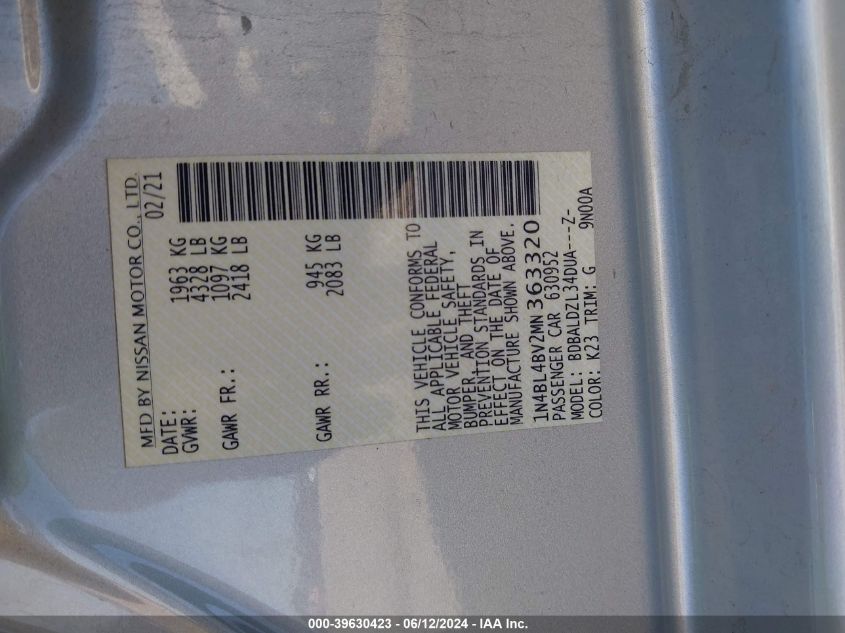 MFD BY NISSAN MOTOR CO., LTD.
DATE: 02/21
GVWR: 1963 KG
4328 LB
GAWR FR.: 1097 KG
2418 LB
GAWR RR.: 945 KG
2083 LB
THIS VEHICLE CONFORMS TO
ALL APPLICABLE FEDERAL
MOTOR VEHICLE SAFETY,
BUMPER, AND THEFT
PREVENTION STANDARDS IN
EFFECT ON THE DATE OF
MANUFACTURE SHOWN ABOVE.
1N4BL4BV2MN363320
PASSENGER CAR 630952
MODEL: BDBALDZL34DUA----Z-
COLOR: K23 TRIM: G 9N00A
000-39630423 - 06/12/2024 - IAA Inc.